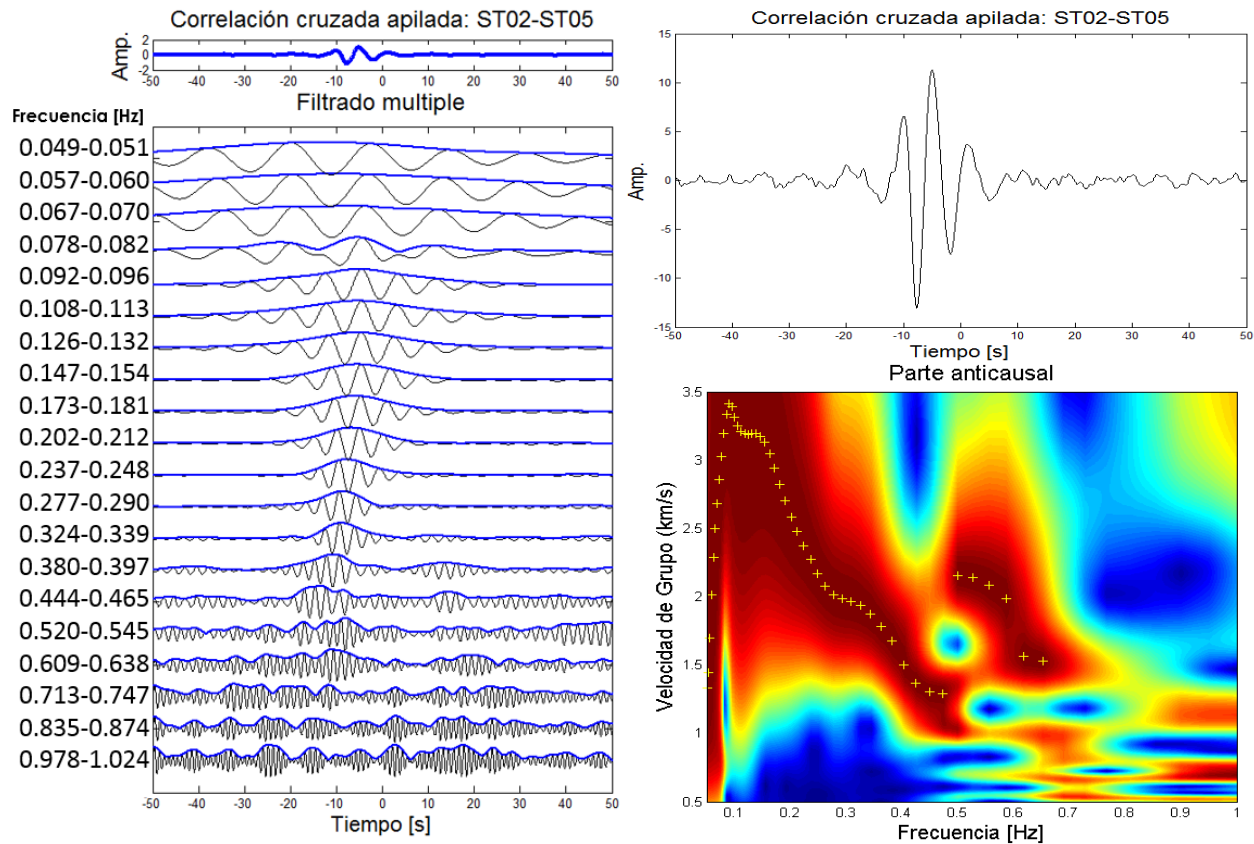 Correlación cruzada apilada: ST02-ST05
Amp.
2
0
-2
-50 -40 -30 -20 -10 0 10 20 30 40 50
Filtrado multiple
Frecuencia [Hz]
0.049-0.051
0.057-0.060
0.067-0.070
0.078-0.082
0.092-0.096
0.108-0.113
0.126-0.132
0.147-0.154
0.173-0.181
0.202-0.212
0.237-0.248
0.277-0.290
0.324-0.339
0.380-0.397
0.444-0.465
0.520-0.545
0.609-0.638
0.713-0.747
0.835-0.874
0.978-1.024
-50 -40 -30 -20 -10 0 10 20 30 40 50
Tiempo [s]
Correlación cruzada apilada: ST02-ST05
Amp.
15
10
5
0
-5
-10
-15
-50 -40 -30 -20 -10 0 10 20 30 40 50
Tiempo [s]
Parte anticausal
Velocidad de Grupo (km/s)
3.5
3
2.5
2
1.5
1
0.5
0.1 0.2 0.3 0.4 0.5 0.6 0.7 0.8 0.9 1
Frecuencia [Hz]